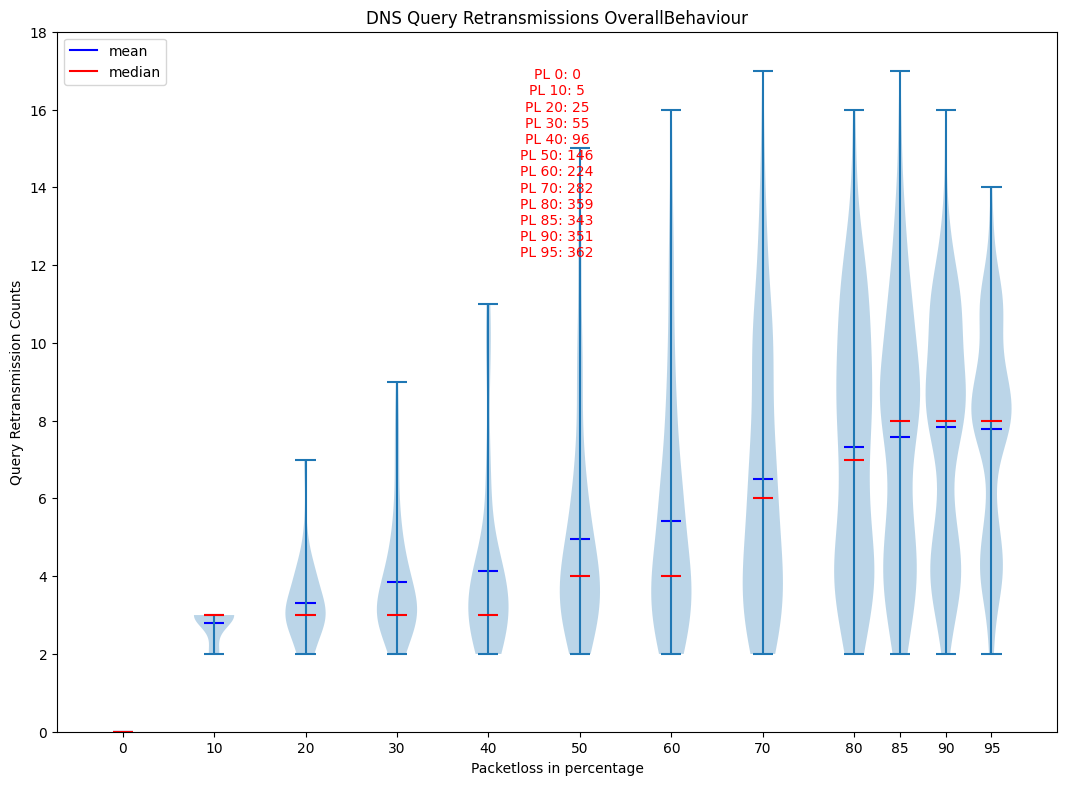 DNS Query Retransmissions OverallBehaviour
mean
median
PL 0: 0
PL 10: 5
PL 20: 25
PL 30: 55
PL 40: 96
PL 50: 146
PL 60: 224
PL 70: 282
PL 80: 359
PL 85: 343
PL 90: 351
PL 95: 362
Query Retransmission Counts
18
16
14
12
10
8
6
4
2
0
0 10 20 30 40 50 60 70 80 85 90 95
Packetloss in percentage